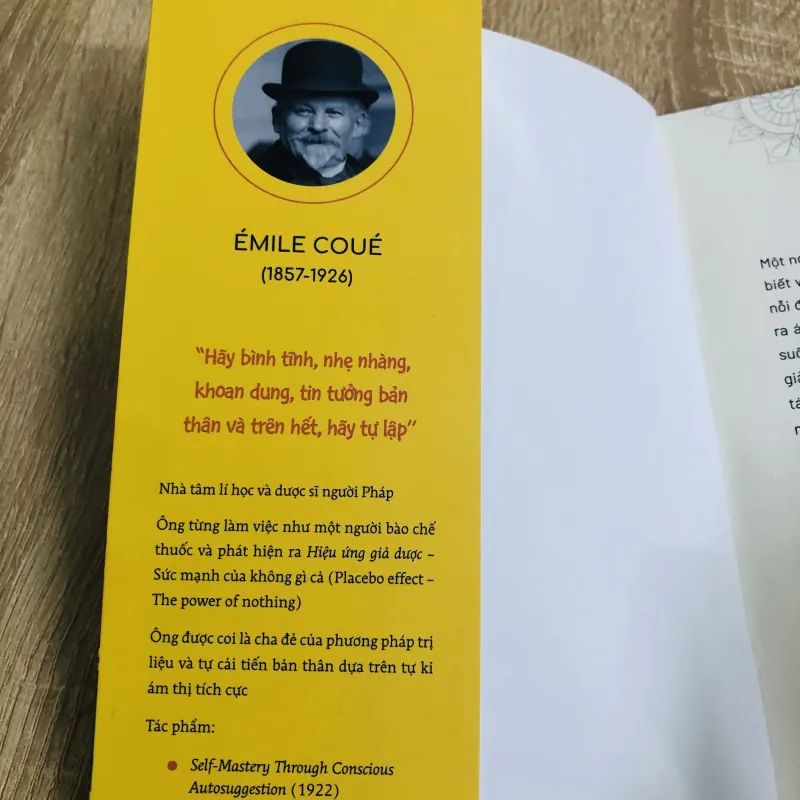 ÉMILE COUÉ
(1857-1926)
"Hãy bình tĩnh, nhẹ nhàng,
khoan dung, tin tưởng bản
thân và trên hết, hãy tự lập"
Nhà tâm lí học và dược sĩ người Pháp
Ông từng làm việc như một người bào chế
thuốc và phát hiện ra Hiệu ứng giả dược –
Sức mạnh của không gì cả (Placebo effect –
The power of nothing)
Ông được coi là cha đẻ của phương pháp trị
liệu và tự cải tiến bản thân dựa trên tự kỉ
ám thị tích cực
Tác phẩm:
Self-Mastery Through Conscious
Autosuggestion (1922)
Một
biết
nỗi
ra